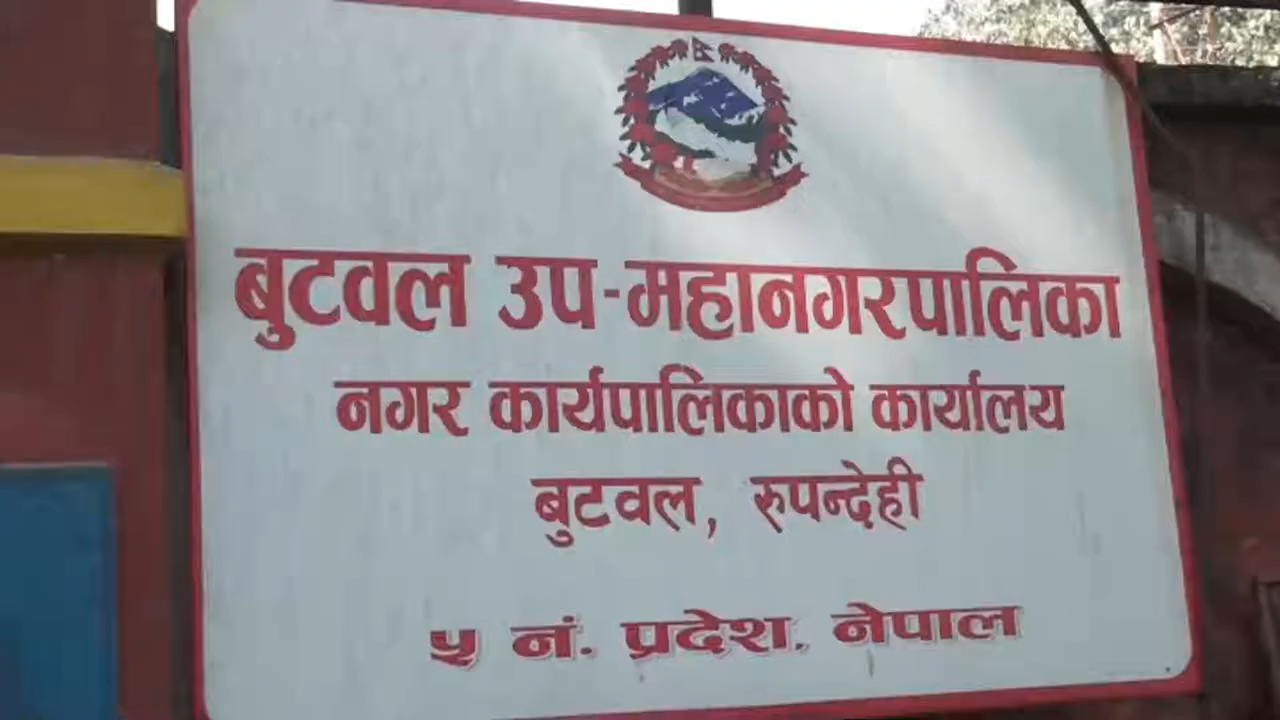 बुटवल उप-महानगरपालिका
नगर कार्यपालिकाको कार्यालय
बुटवल, रुपन्देही
५ नं. प्रदेश, नेपाल